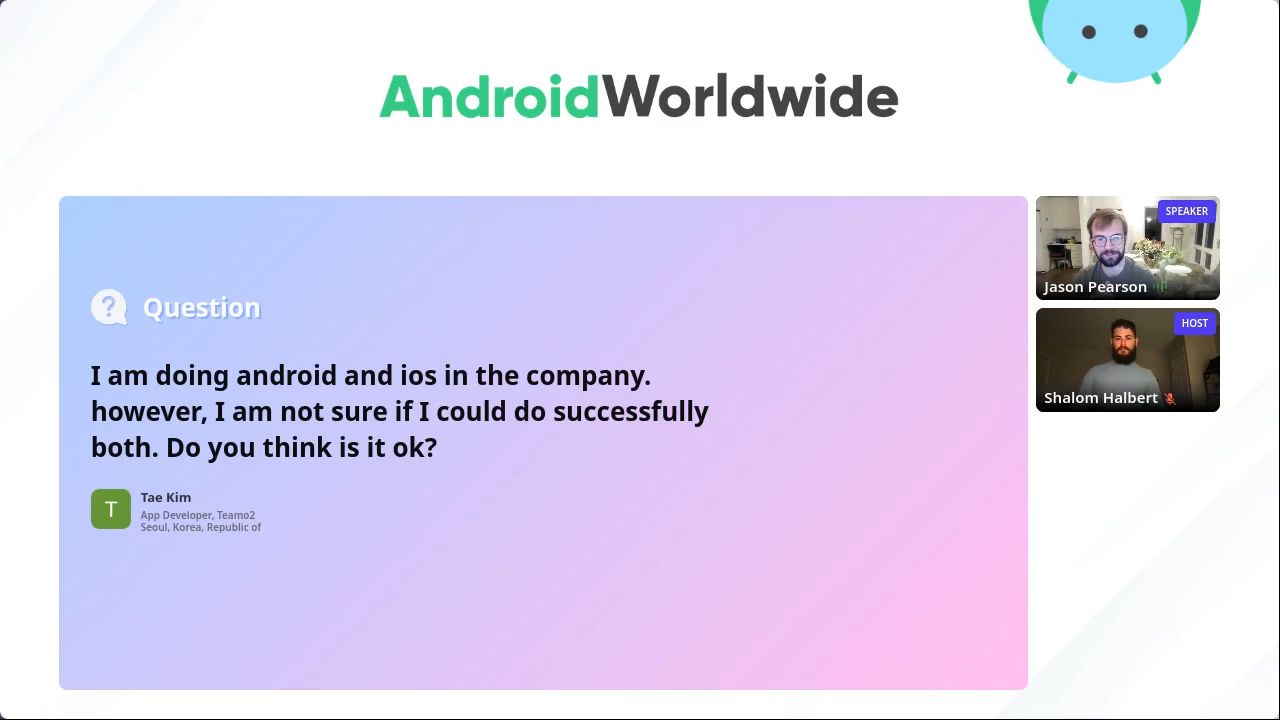 AndroidWorldwide
Question
I am doing android and ios in the company.
however, I am not sure if I could do successfully
both. Do you think is it ok?
T
Tae Kim
App Developer, Teamo2
Seoul, Korea, Republic of
SPEAKER
Jason Pearson
HOST
Shalom Halbert